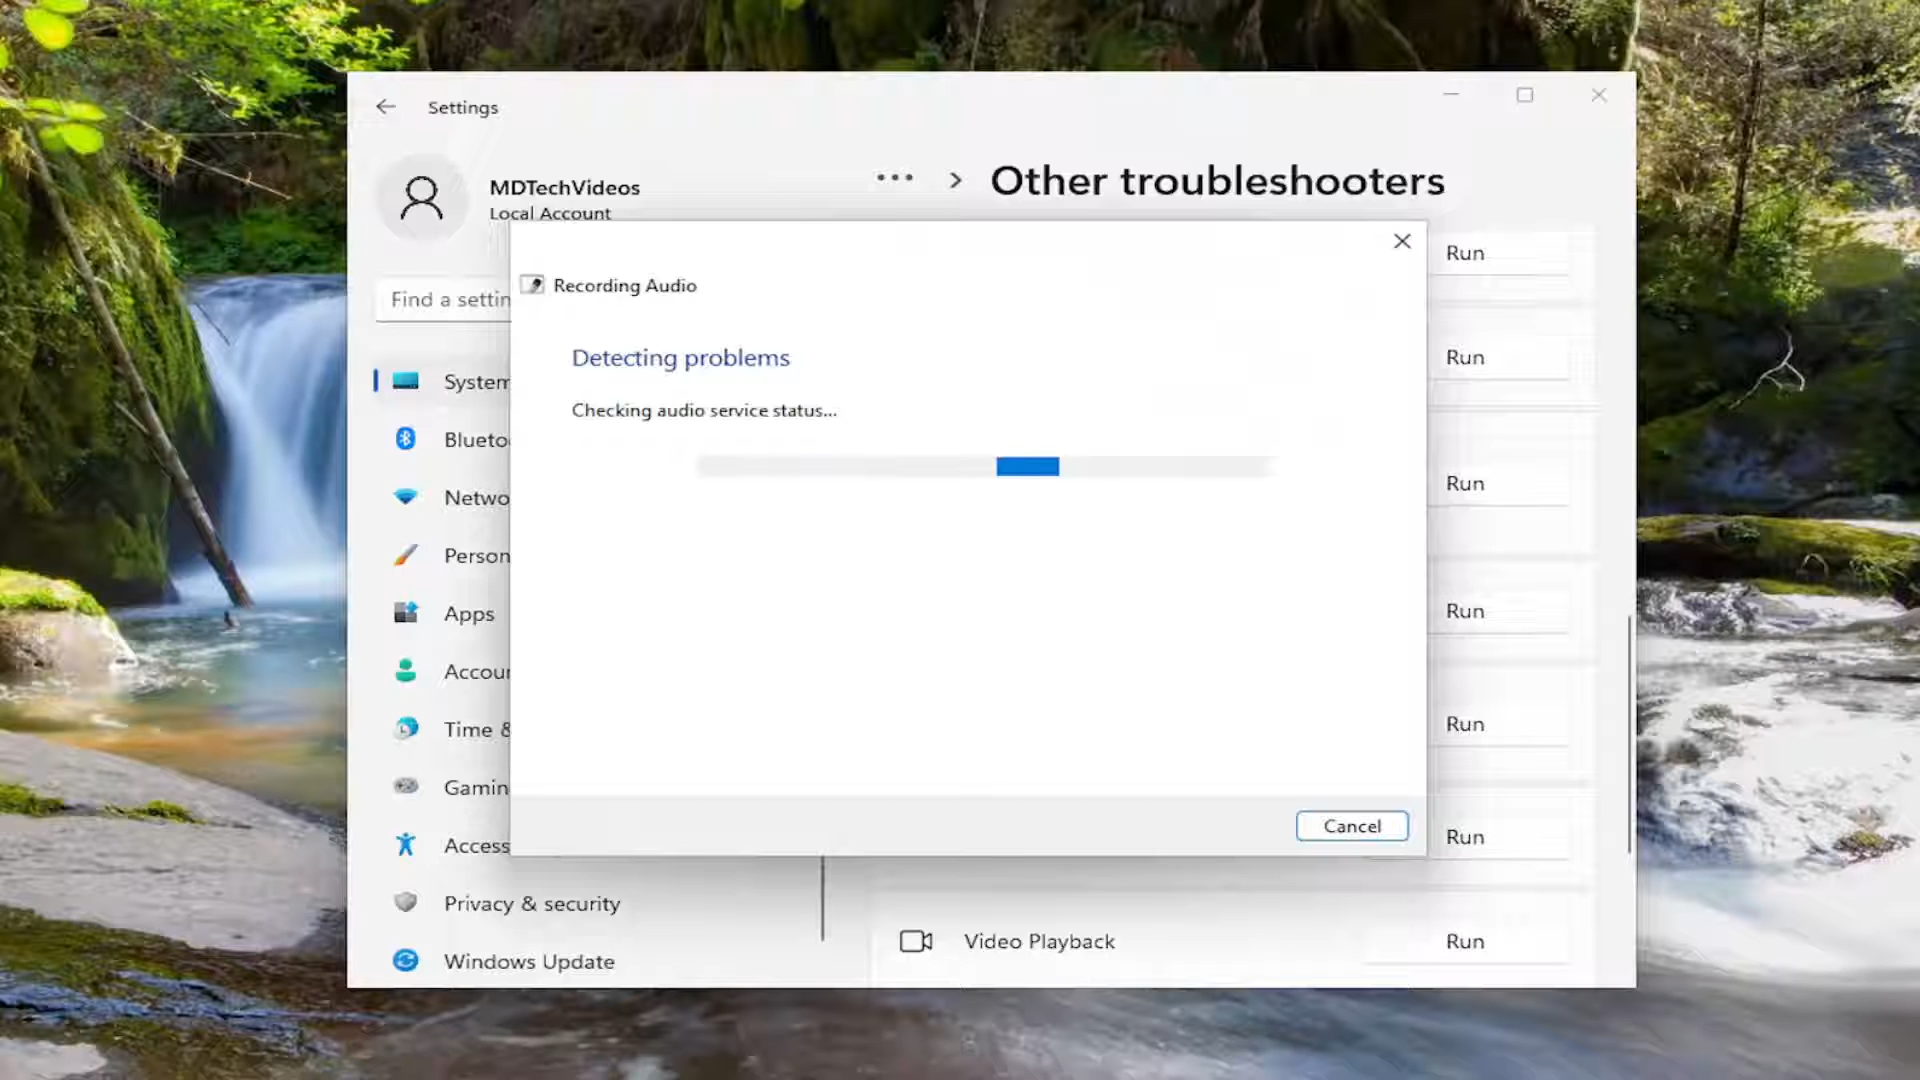 Settings
MDTechVideos
Local Account
... > Other troubleshooters
Find a settin
Recording Audio
Detecting problems
Checking audio service status...
Cancel
System
Blueto
Netwo
Person
Apps
Accour
Time &
Gamin
Access
Privacy & security
Windows Update
Run
Run
Run
Run
Run
Run
Video Playback
Run